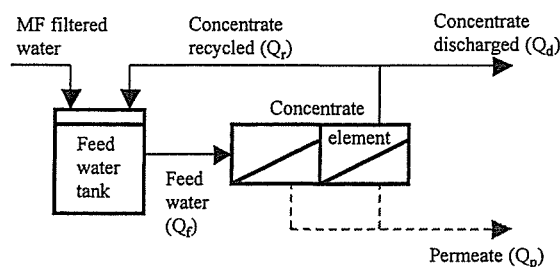 MF filtered
water
Concentrate
recycled (Qr)
Concentrate
discharged (Qd)
Concentrate
element
Feed
water
tank
Feed
water
(Qf)
Permeate (Qp)